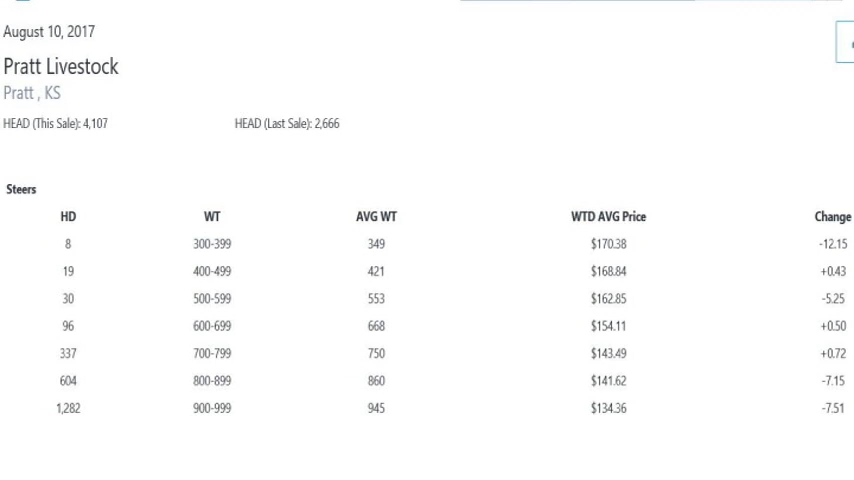 August 10, 2017
Pratt Livestock
Pratt , KS
HEAD (This Sale): 4,107 HEAD (Last Sale): 2,666
Steers
HD WT AVG WT WTD AVG Price Change
8 300-399 349 $170.38 -12.15
19 400-499 421 $168.84 +0.43
30 500-599 553 $162.85 -5.25
96 600-699 668 $154.11 +0.50
337 700-799 750 $143.49 +0.72
604 800-899 860 $141.62 -7.15
1,282 900-999 945 $134.36 -7.51